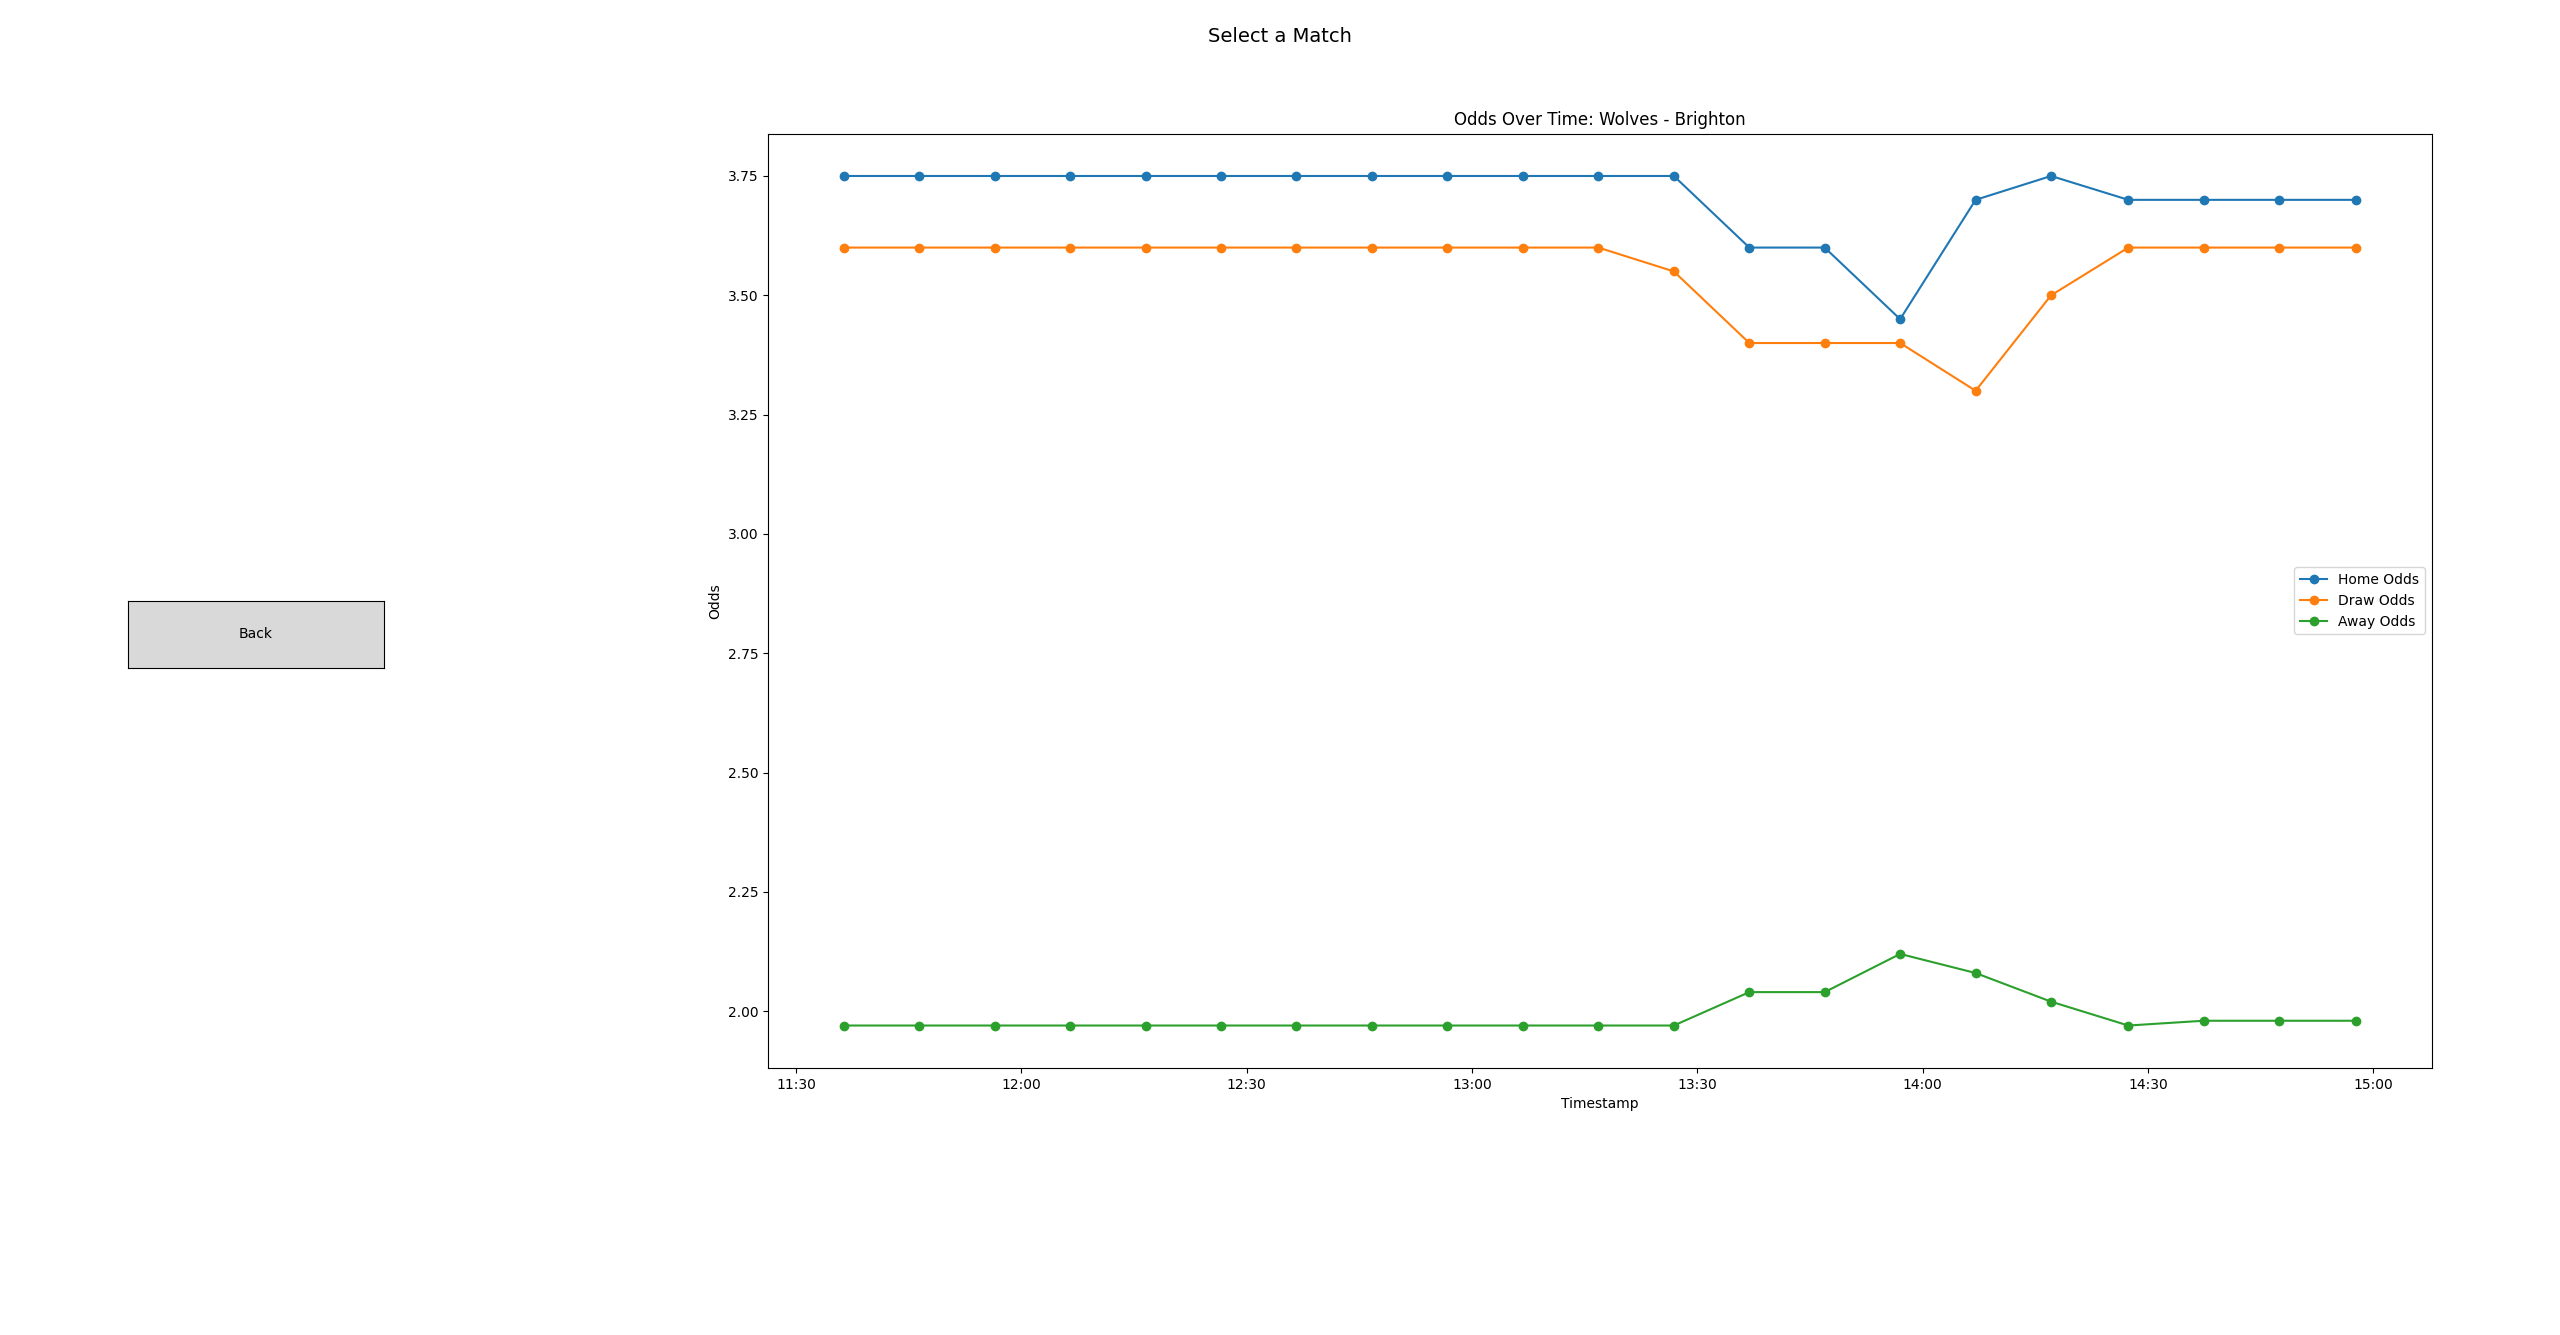 Select a Match
Odds Over Time: Wolves - Brighton
3.75
3.50
3.25
3.00
2.75
2.50
2.25
2.00
Odds
Home Odds
Draw Odds
Away Odds
Back
11:30 12:00 12:30 13:00 13:30 14:00 14:30 15:00
Timestamp